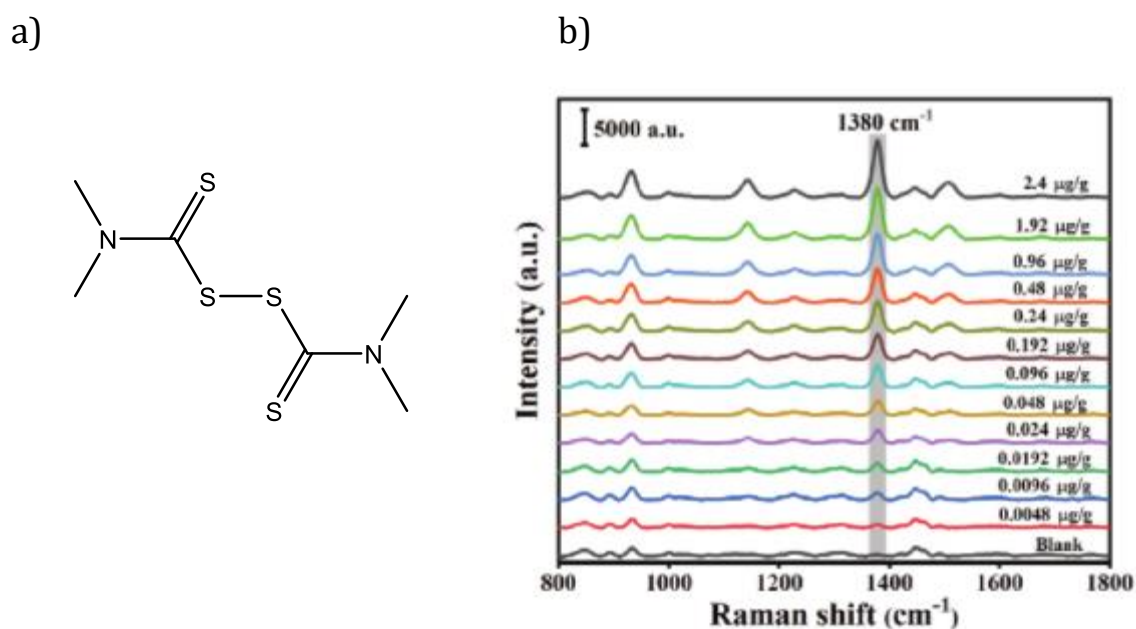 a)
b)
N
S
S
S
N
S
5000 a.u.
1380 cm⁻¹
2.4 µg/g
1.92 µg/g
0.96 µg/g
0.48 µg/g
0.24 µg/g
0.192 µg/g
0.096 µg/g
0.048 µg/g
0.024 µg/g
0.0192 µg/g
0.0096 µg/g
0.0048 µg/g
Blank
Intensity (a.u.)
800 1000 1200 1400 1600 1800
Raman shift (cm⁻¹)